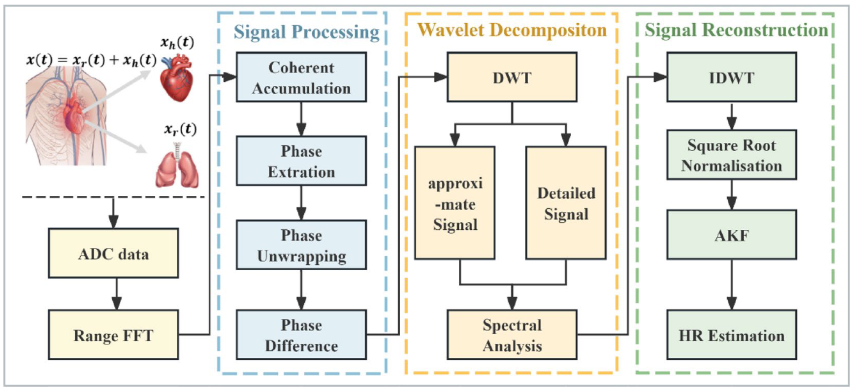 x(t) = x_r(t) + x_h(t)
x_h(t)
x_r(t)
ADC data
Range FFT
Signal Processing
Coherent
Accumulation
Phase
Extration
Phase
Unwrapping
Phase
Difference
Wavelet Decompositon
DWT
approxi
-mate
Signal
Detailed
Signal
Spectral
Analysis
Signal Reconstruction
IDWT
Square Root
Normalisation
AKF
HR Estimation